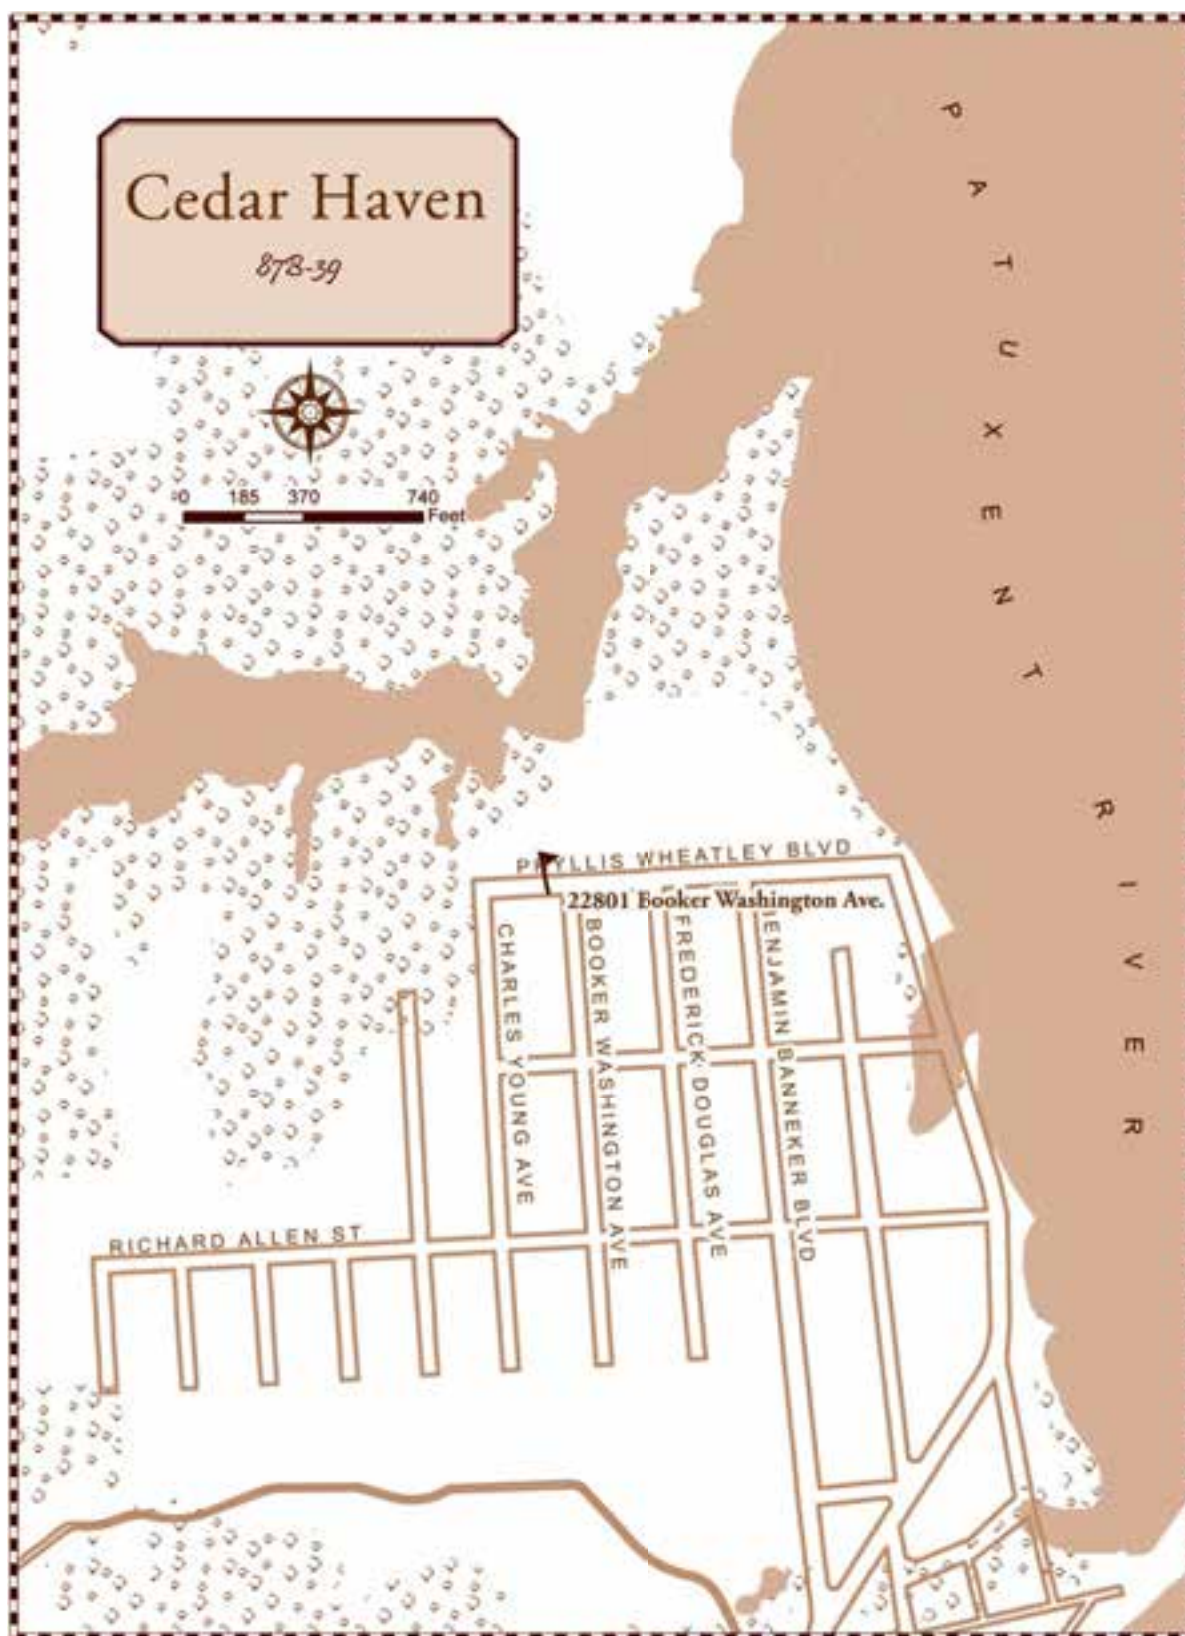 Cedar Haven
87B-39
0 185 370 740
Feet
PATUXENT RIVER
PHYLLIS WHEATLEY BLVD
22801 Booker Washington Ave.
CHARLES YOUNG AVE
BOOKER WASHINGTON AVE
FREDERICK DOUGLAS AVE
BENJAMIN BANNEKER BLVD
RICHARD ALLEN ST